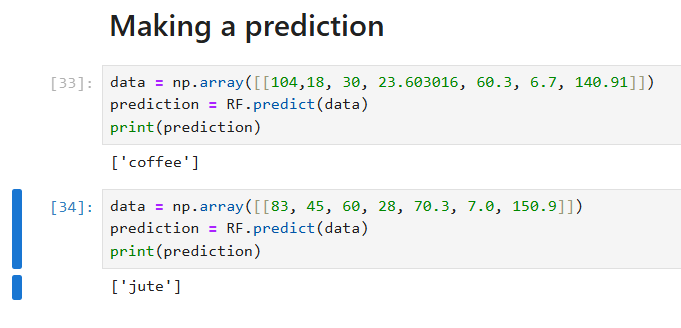 Making a prediction
[33]: data = np.array([[104,18, 30, 23.603016, 60.3, 6.7, 140.91]])
prediction = RF.predict(data)
print(prediction)
['coffee']
[34]: data = np.array([[83, 45, 60, 28, 70.3, 7.0, 150.9]])
prediction = RF.predict(data)
print(prediction)
['jute']